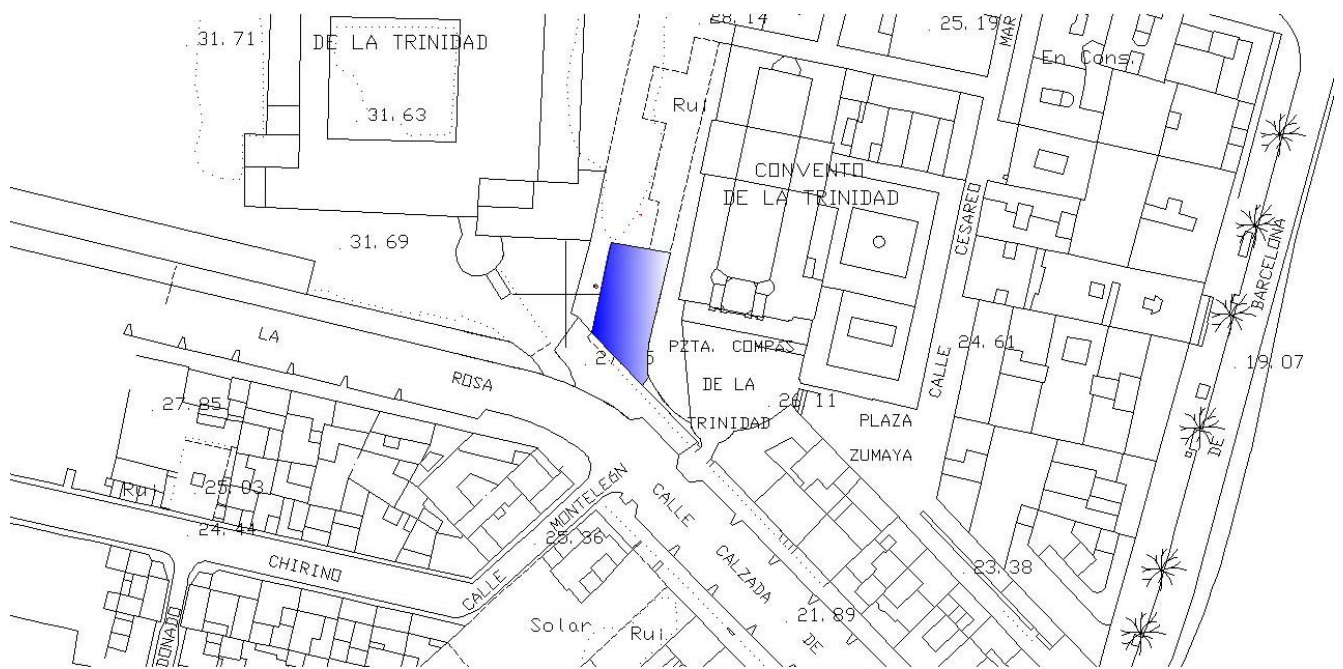 28.14
25.19
MAR
31.71
DE LA TRINIDAD
En Cons.
31.63
Rui
CONVENTO
DE LA TRINIDAD
CESAREO
BARCELONA
31.69
LA
PZTA. COMPAS
24.61
19.07
ROSA
DE LA
CALLE
27.85
26.11
TRINIDAD
PLAZA
ZUMAYA
DE
Rui.
25.03
24.44
MONTELEÓN
CALLE
25.36
CHIRINO
CALLE
CALZADA
23.38
DONADO
Solar
Rui.
21.89
DE